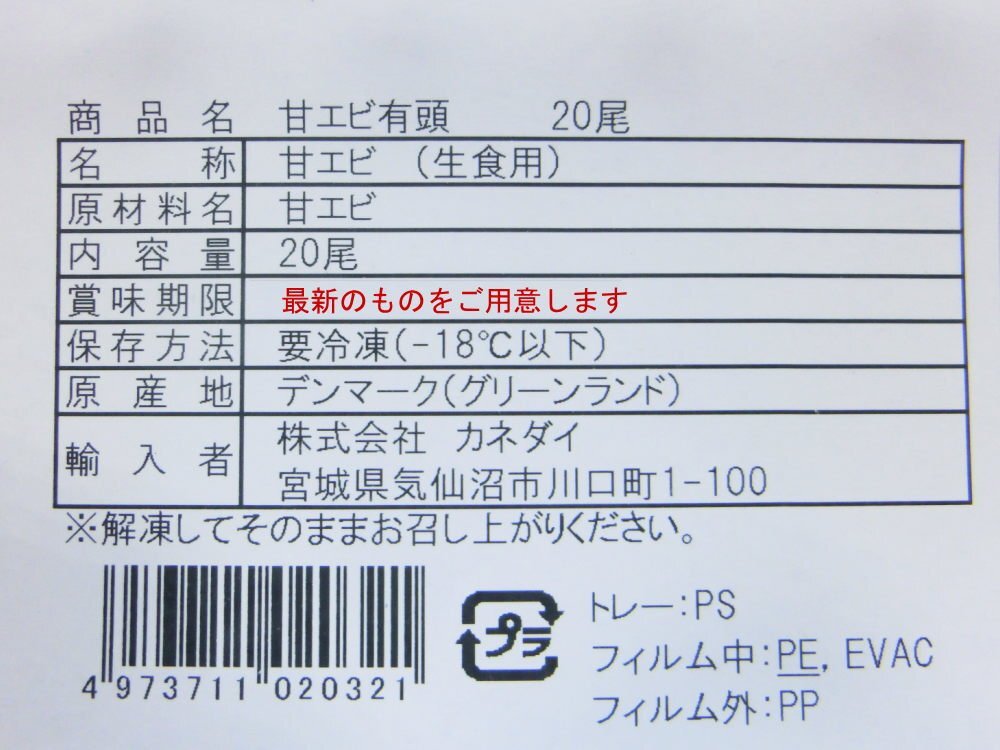 商品名 甘エビ有頭 20尾
名称 甘エビ （生食用）
原材料名 甘エビ
内容量 20尾
賞味期限 最新のものをご用意します
保存方法 要冷凍(-18℃以下)
原産地 デンマーク(グリーンランド)
輸入者 株式会社 カネダイ
宮城県気仙沼市川口町1-100
※解凍してそのままお召し上がりください。
4 973711 020321
プラ
トレー:PS
フィルム中:PE, EVAC
フィルム外:PP